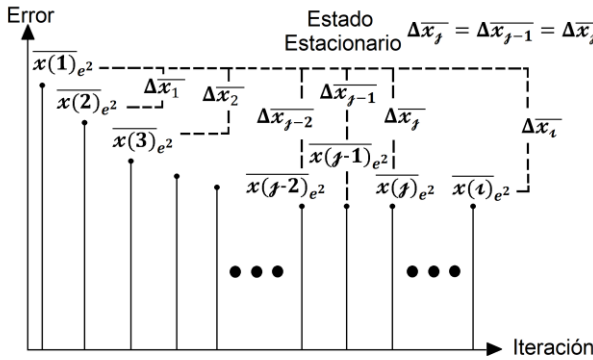 Error
Estado
Estacionario
Δx̅ⱼ = Δx̅ⱼ₋₁ = Δx̅ⱼ
x̅(1)ₑ²
x̅(2)ₑ²
x̅(3)ₑ²
Δx̅₁
Δx̅₂
Δx̅ⱼ₋₂
Δx̅ⱼ₋₁
Δx̅ⱼ
Δx̅ᵢ
x̅(j-2)ₑ²
x̅(j-1)ₑ²
x̅(j)ₑ²
x̅(i)ₑ²
Iteración